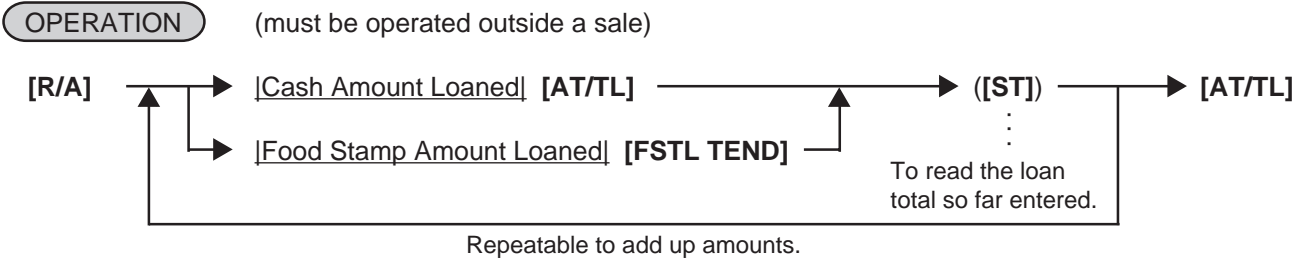 OPERATION (must be operated outside a sale)
[R/A] |Cash Amount Loaned| [AT/TL] ([ST]) [AT/TL]
|Food Stamp Amount Loaned| [FSTL TEND]
To read the loan
total so far entered.
Repeatable to add up amounts.